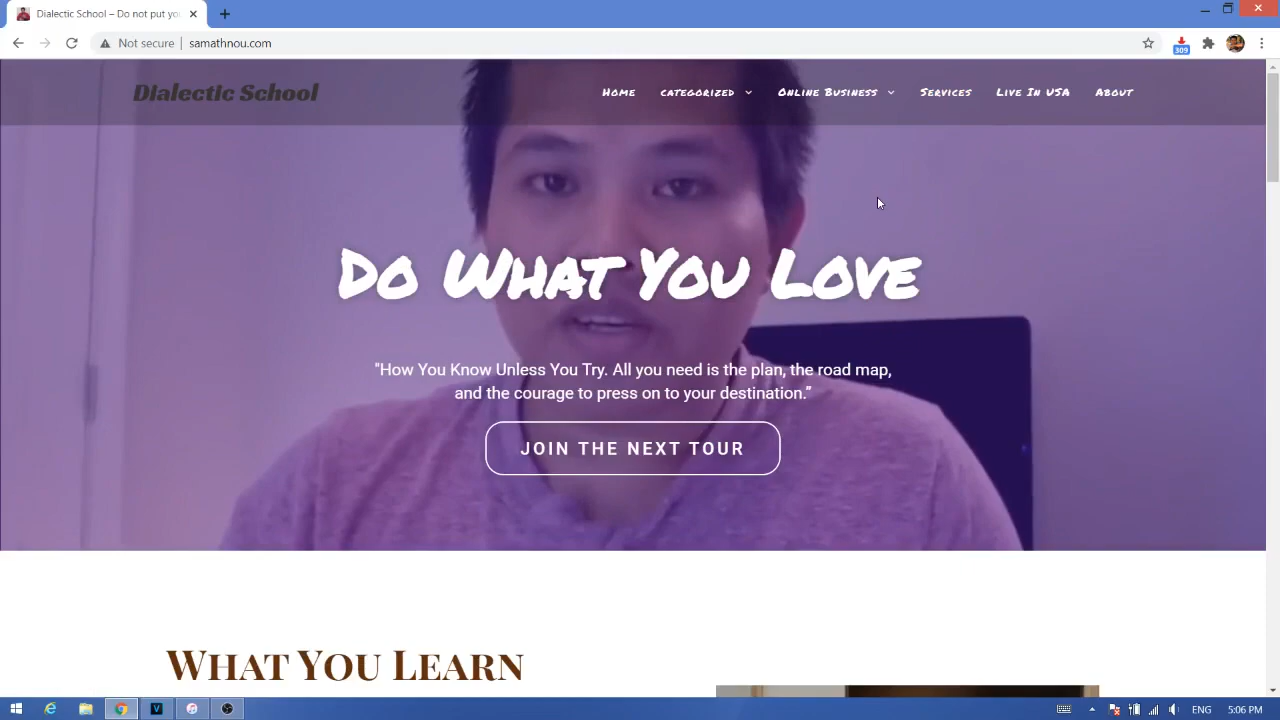 Dialectic School – Do not put yo
Not secure | samathnou.com
309
Dialectic School
Home
categorized
Online Business
Services
Live In USA
About
Do What You Love
"How You Know Unless You Try. All you need is the plan, the road map,
and the courage to press on to your destination.”
JOIN THE NEXT TOUR
What You Learn
ENG
5:06 PM